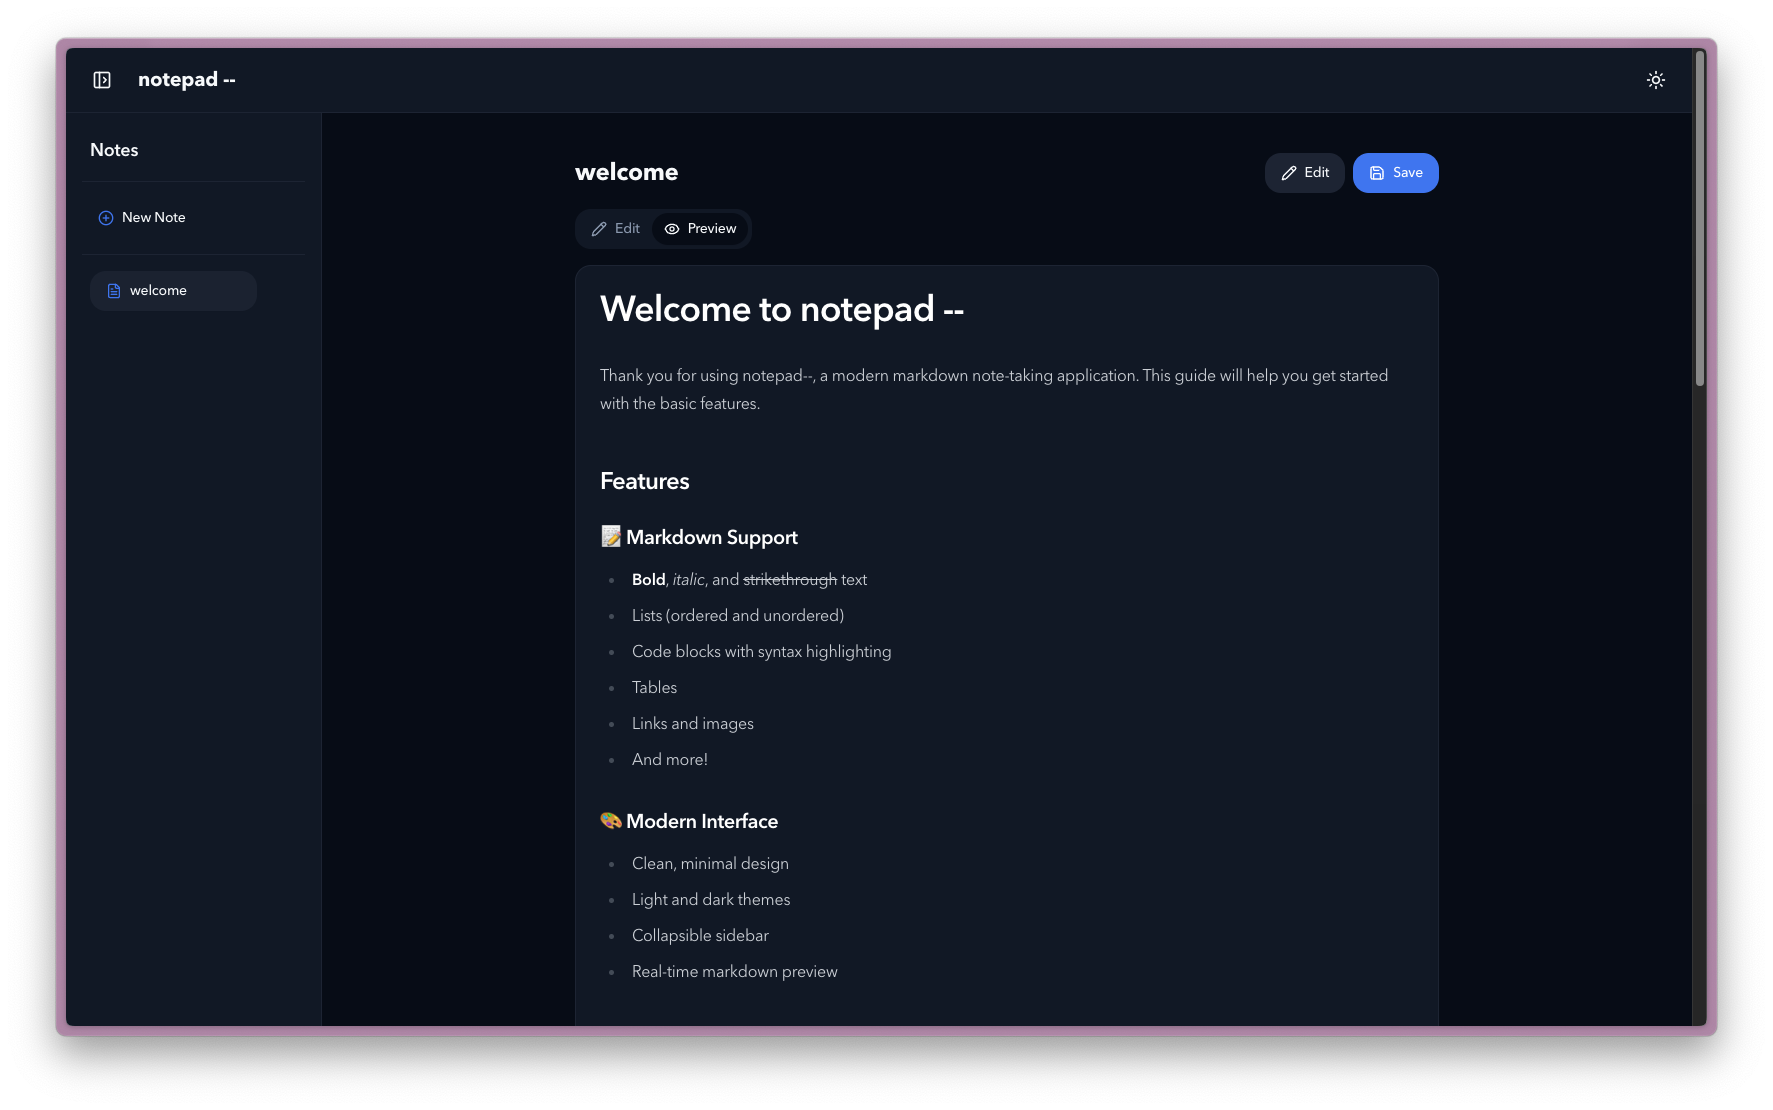 notepad --
Notes
New Note
welcome
welcome
Edit
Save
Edit
Preview
Welcome to notepad --
Thank you for using notepad--, a modern markdown note-taking application. This guide will help you get started
with the basic features.
Features
📝 Markdown Support
Bold, italic, and strikethrough text
Lists (ordered and unordered)
Code blocks with syntax highlighting
Tables
Links and images
And more!
🎨 Modern Interface
Clean, minimal design
Light and dark themes
Collapsible sidebar
Real-time markdown preview